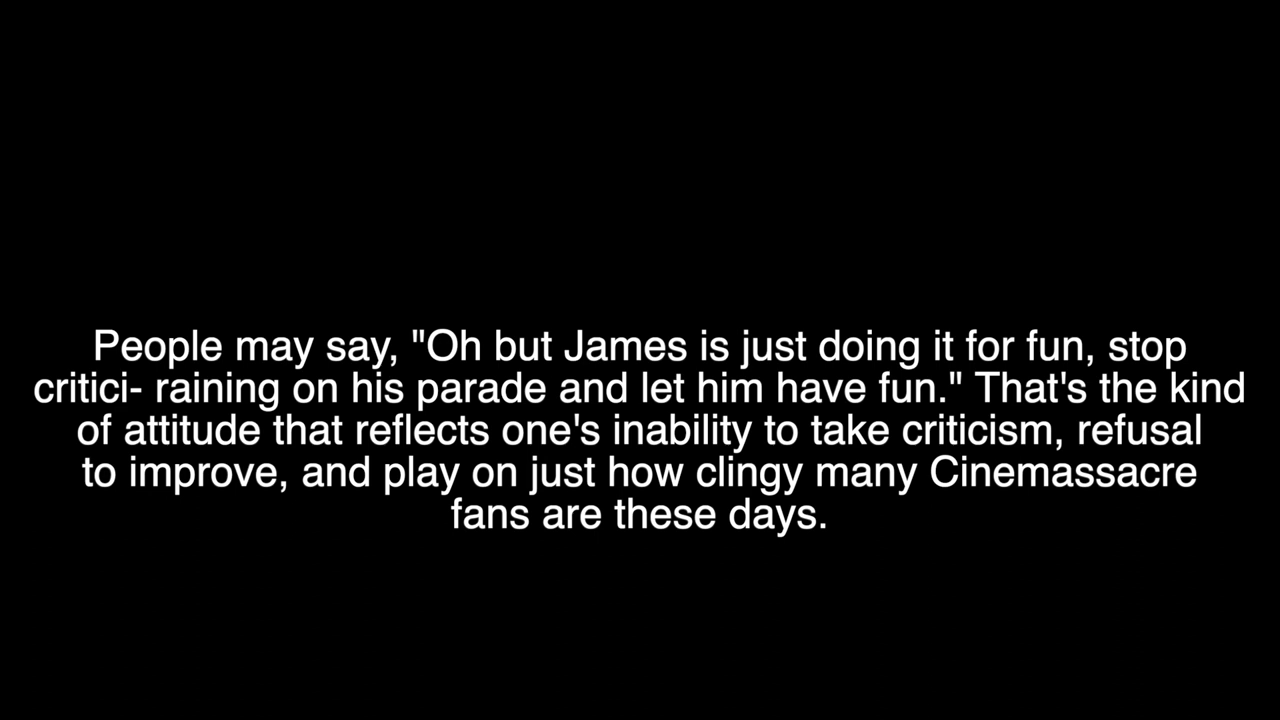 People may say, "Oh but James is just doing it for fun, stop
critici- raining on his parade and let him have fun." That's the kind
of attitude that reflects one's inability to take criticism, refusal
to improve, and play on just how clingy many Cinemassacre
fans are these days.